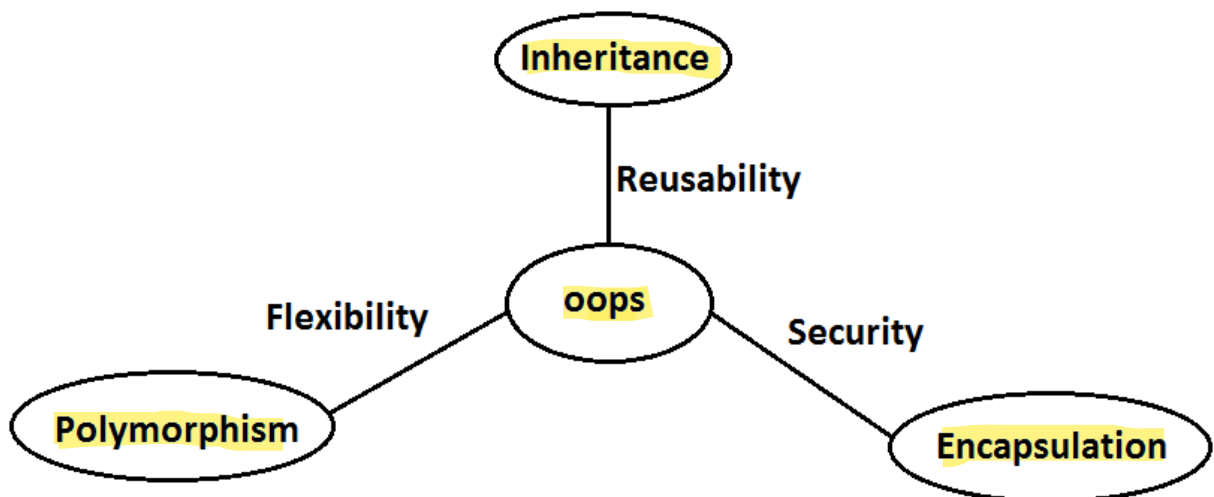 Inheritance
Reusability
oops
Flexibility
Security
Polymorphism
Encapsulation